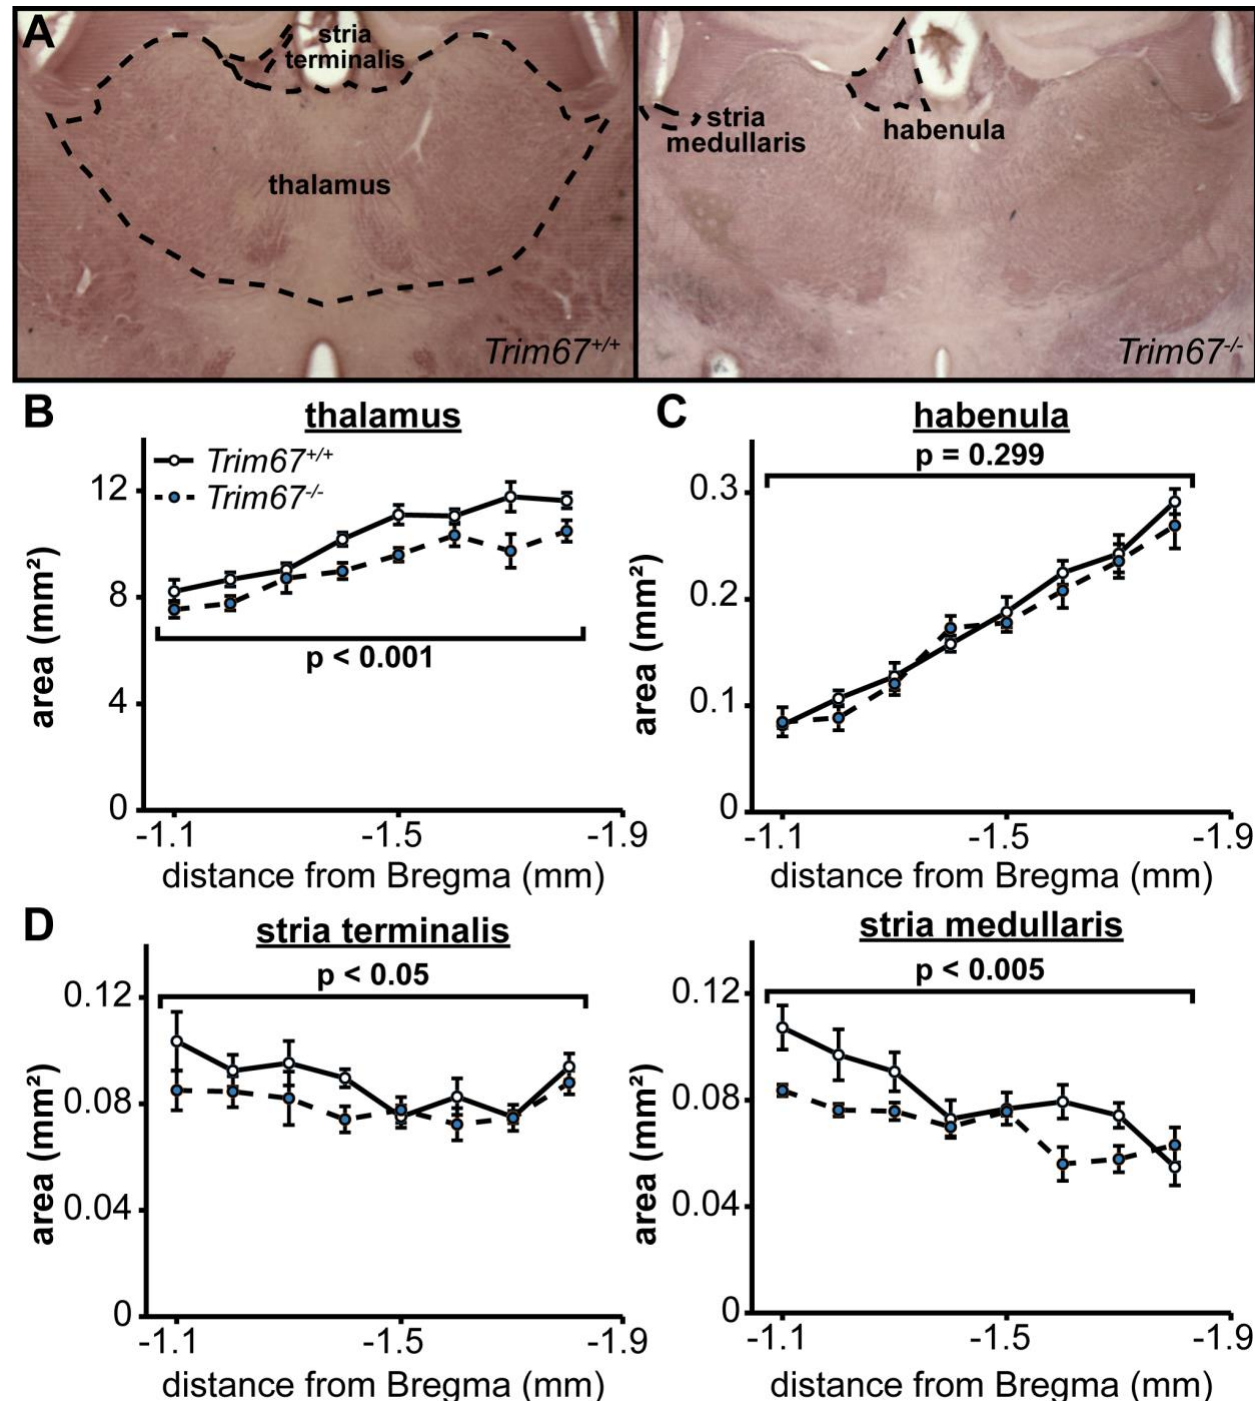 A
stria
terminalis
thalamus
Trim67+/+
stria
medullaris
habenula
Trim67-/-
B
thalamus
Trim67+/+
Trim67-/-
12
8
4
0
area (mm²)
p < 0.001
-1.1
-1.5
-1.9
distance from Bregma (mm)
C
habenula
p = 0.299
0.3
0.2
0.1
0
area (mm²)
-1.1
-1.5
-1.9
distance from Bregma (mm)
D
stria terminalis
p < 0.05
0.12
0.08
0.04
0
area (mm²)
-1.1
-1.5
-1.9
distance from Bregma (mm)
stria medullaris
p < 0.005
0.12
0.08
0.04
0
area (mm²)
-1.1
-1.5
-1.9
distance from Bregma (mm)